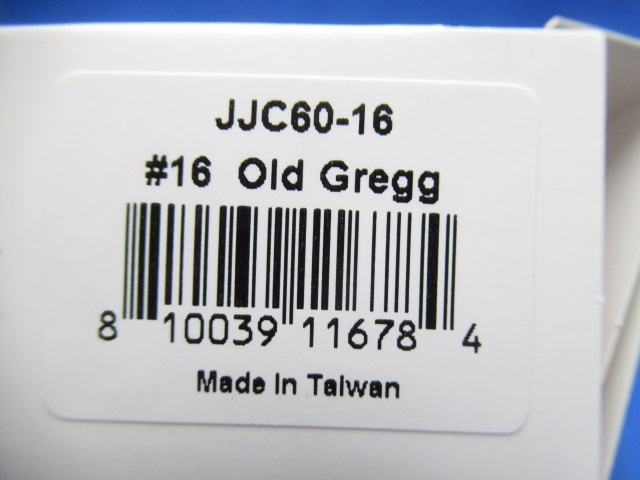 JJC60-16
#16 Old Gregg
8 10039 11678 4
Made In Taiwan